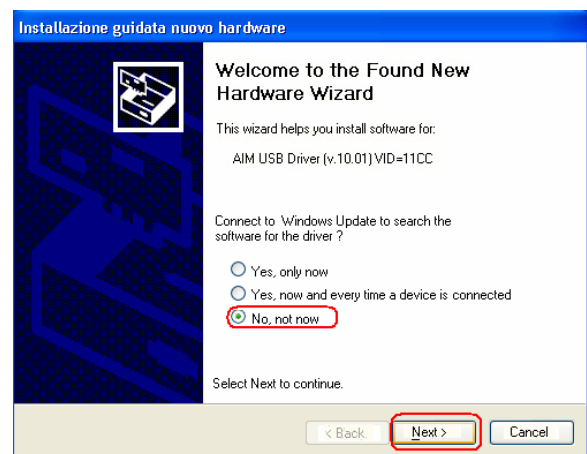 Installazione guidata nuovo hardware
Welcome to the Found New
Hardware Wizard
This wizard helps you install software for:
AIM USB Driver (v.10.01) VID=11CC
Connect to Windows Update to search the
software for the driver ?
Yes, only now
Yes, now and every time a device is connected
No, not now
Select Next to continue.
< Back
Next >
Cancel